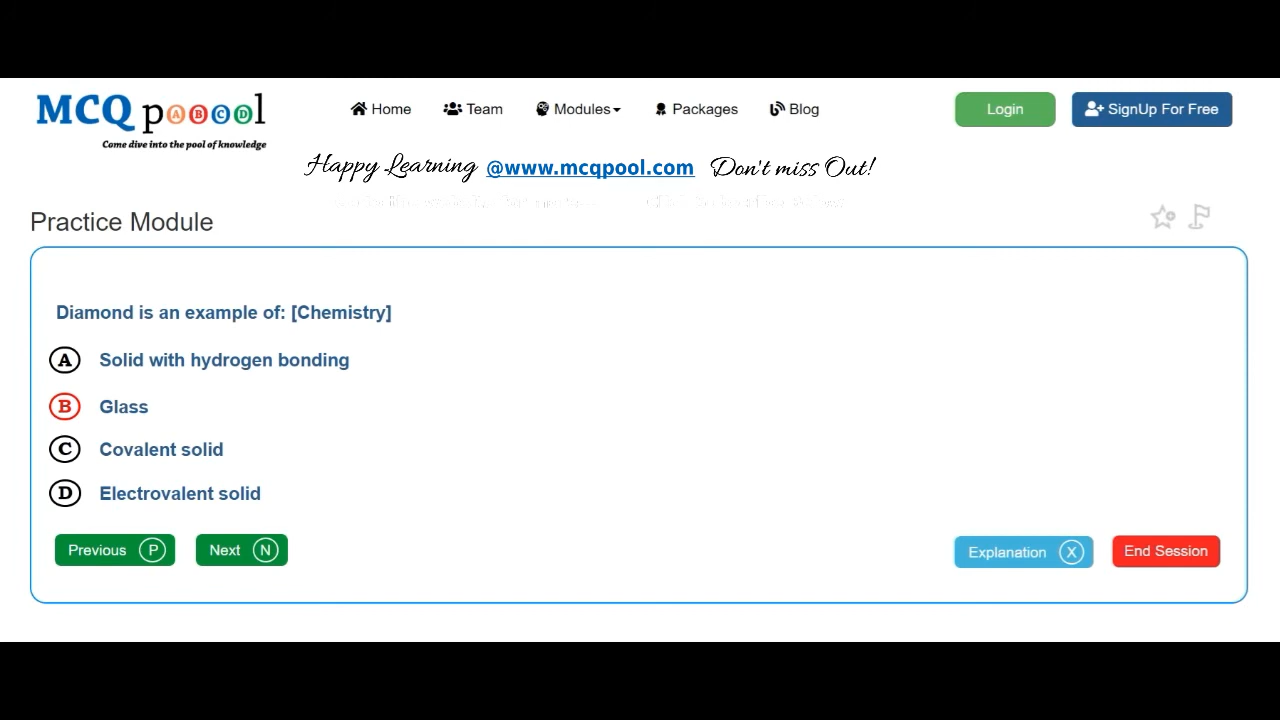 MCQ pooool
Come dive into the pool of knowledge
Home Team Modules Packages Blog Login SignUp For Free
Happy Learning @www.mcqpool.com Don't miss Out!
Practice Module
Diamond is an example of: [Chemistry]
A Solid with hydrogen bonding
B Glass
C Covalent solid
D Electrovalent solid
Previous P Next N Explanation X End Session